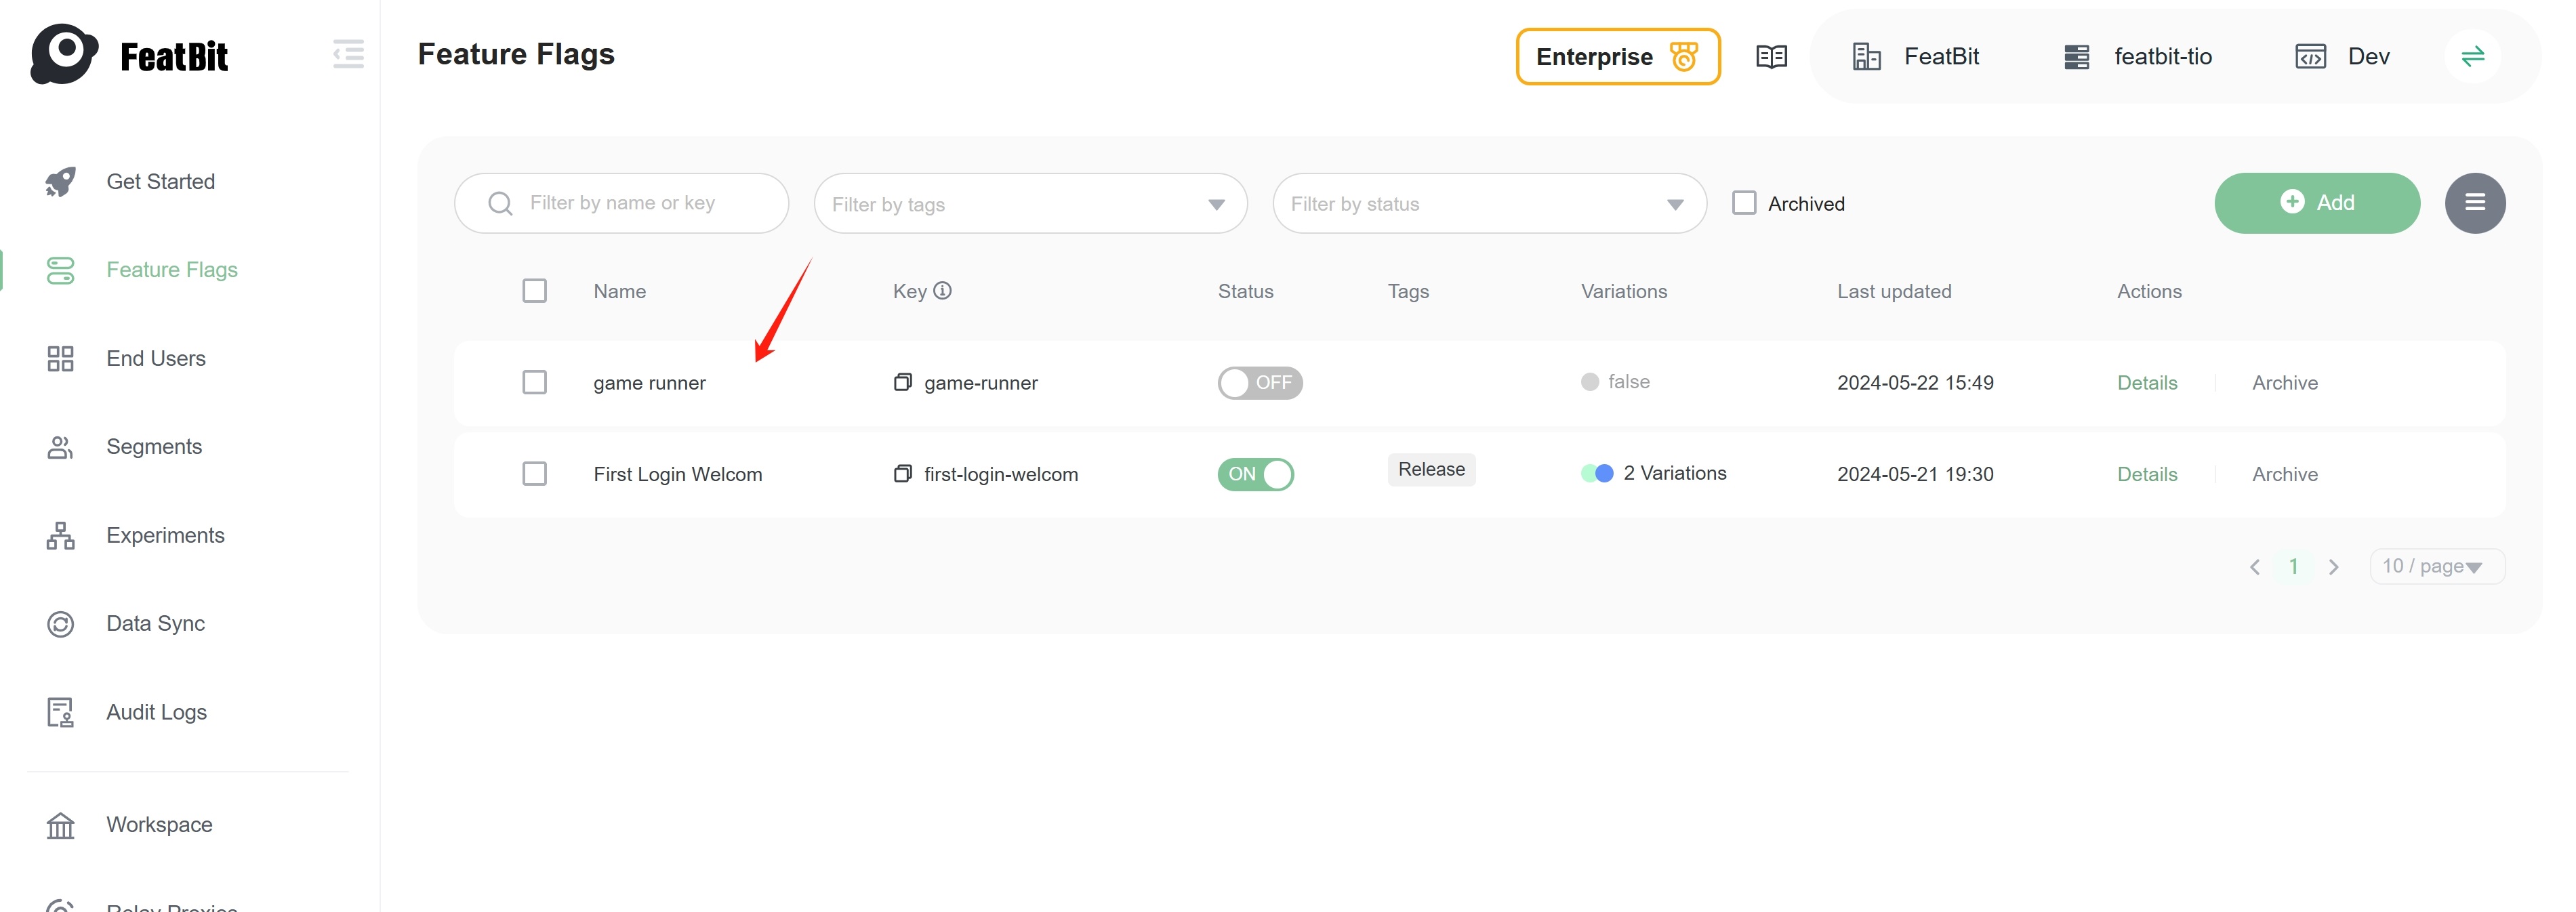 FeatBit
Feature Flags
Enterprise
FeatBit
featbit-tio
Dev
Get Started
Feature Flags
End Users
Segments
Experiments
Data Sync
Audit Logs
Workspace
Relay Proxies
Filter by name or key
Filter by tags
Filter by status
Archived
Add
Name Key Status Tags Variations Last updated Actions
game runner game-runner OFF false 2024-05-22 15:49 Details Archive
First Login Welcom first-login-welcom ON Release 2 Variations 2024-05-21 19:30 Details Archive
1 10 / page